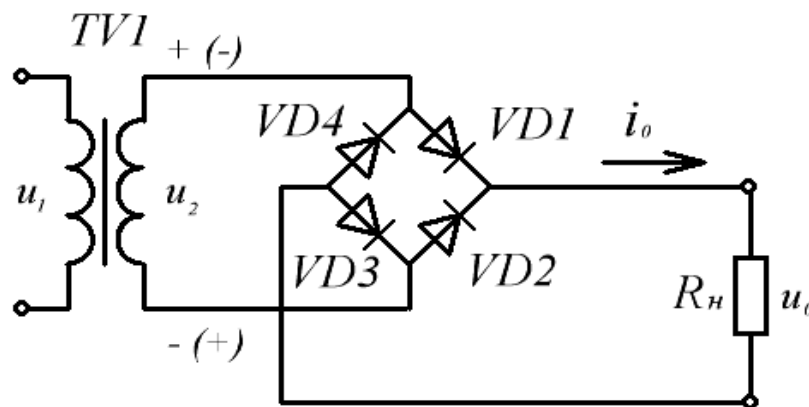 TV1
+ (-)
VD4
VD1
i₀
u₁
u₂
VD3
VD2
Rн
u₀
- (+)